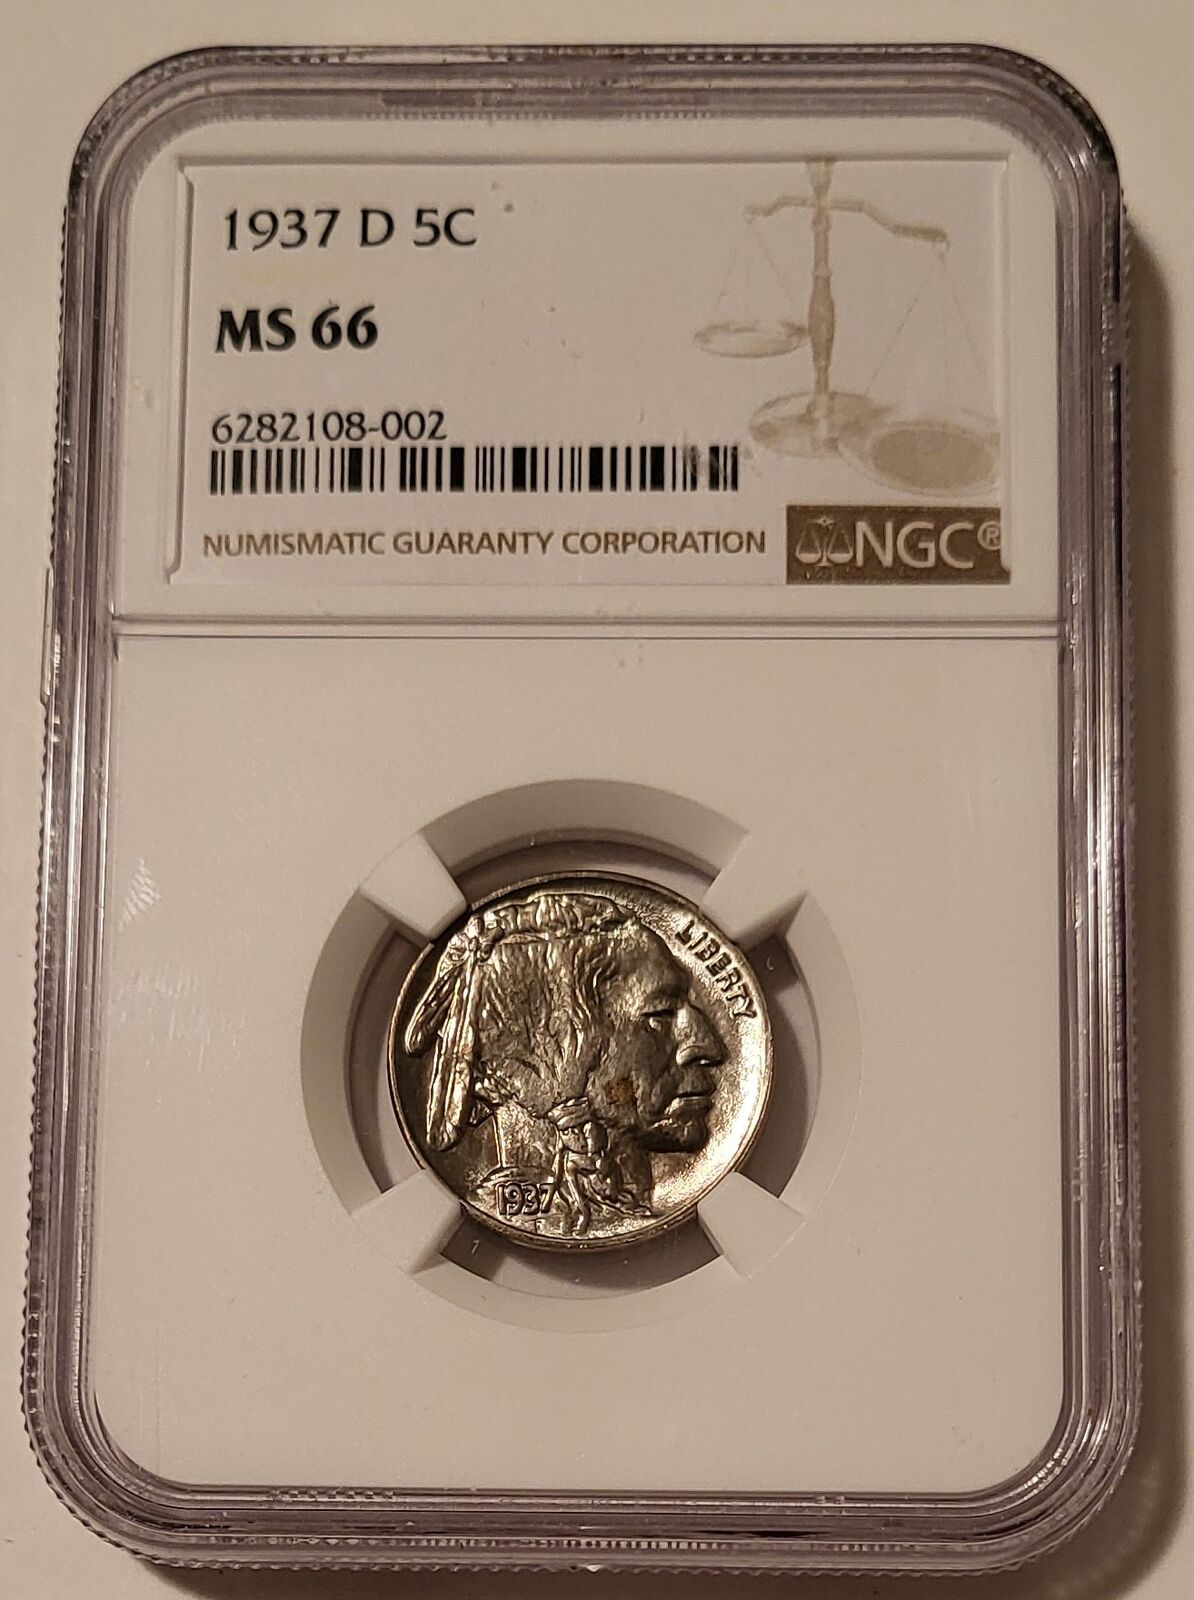 1937 D 5C
MS 66
6282108-002
NUMISMATIC GUARANTY CORPORATION
NGC®
LIBERTY
1937
F